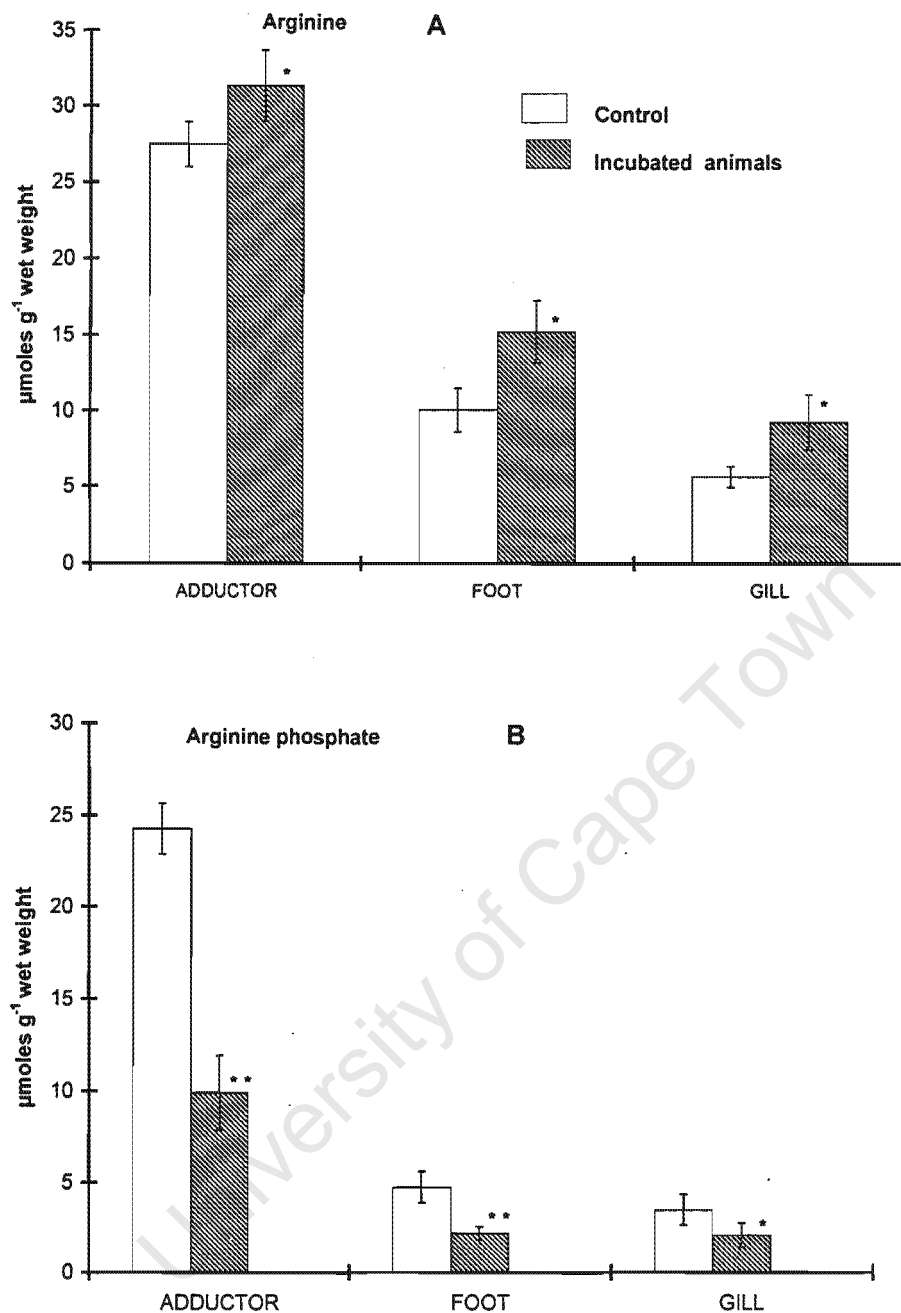 Arginine
A
35
30
25
20
15
10
5
0
µmoles g⁻¹ wet weight
Control
Incubated animals
*
*
*
ADDUCTOR FOOT GILL
Arginine phosphate
B
30
25
20
15
10
5
0
µmoles g⁻¹ wet weight
**
**
*
ADDUCTOR FOOT GILL
University of Cape Town